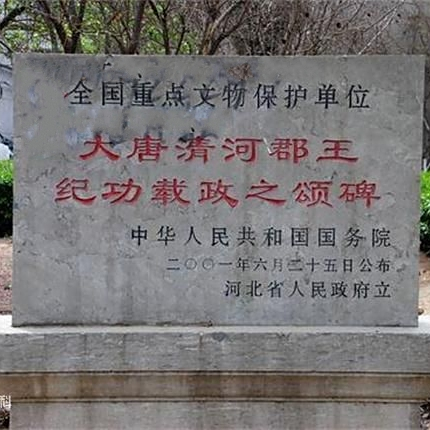 全国重点文物保护单位
大唐清河郡王
纪功载政之颂碑
中华人民共和国国务院
二〇〇一年六月二十五日公布
河北省人民政府立
科